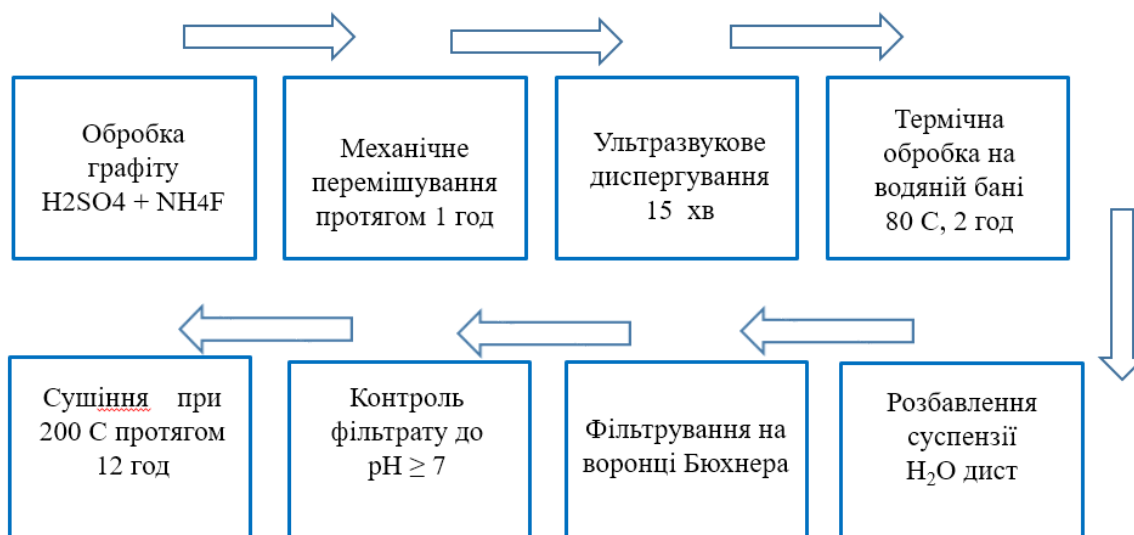 Обробка
графіту
H2SO4 + NH4F
Механічне
перемішування
протягом 1 год
Ультразвукове
диспергування
15 хв
Термічна
обробка на
водяній бані
80 С, 2 год
Розбавлення
суспензії
H₂O дист
Фільтрування на
воронці Бюхнера
Контроль
фільтрату до
pH ≥ 7
Сушіння при
200 С протягом
12 год